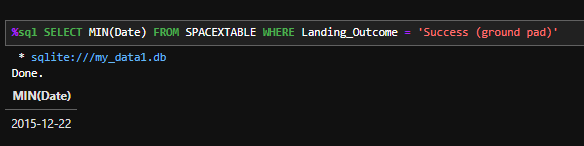 %sql SELECT MIN(Date) FROM SPACEXTABLE WHERE Landing_Outcome = 'Success (ground pad)'
* sqlite:///my_data1.db
Done.
MIN(Date)
2015-12-22